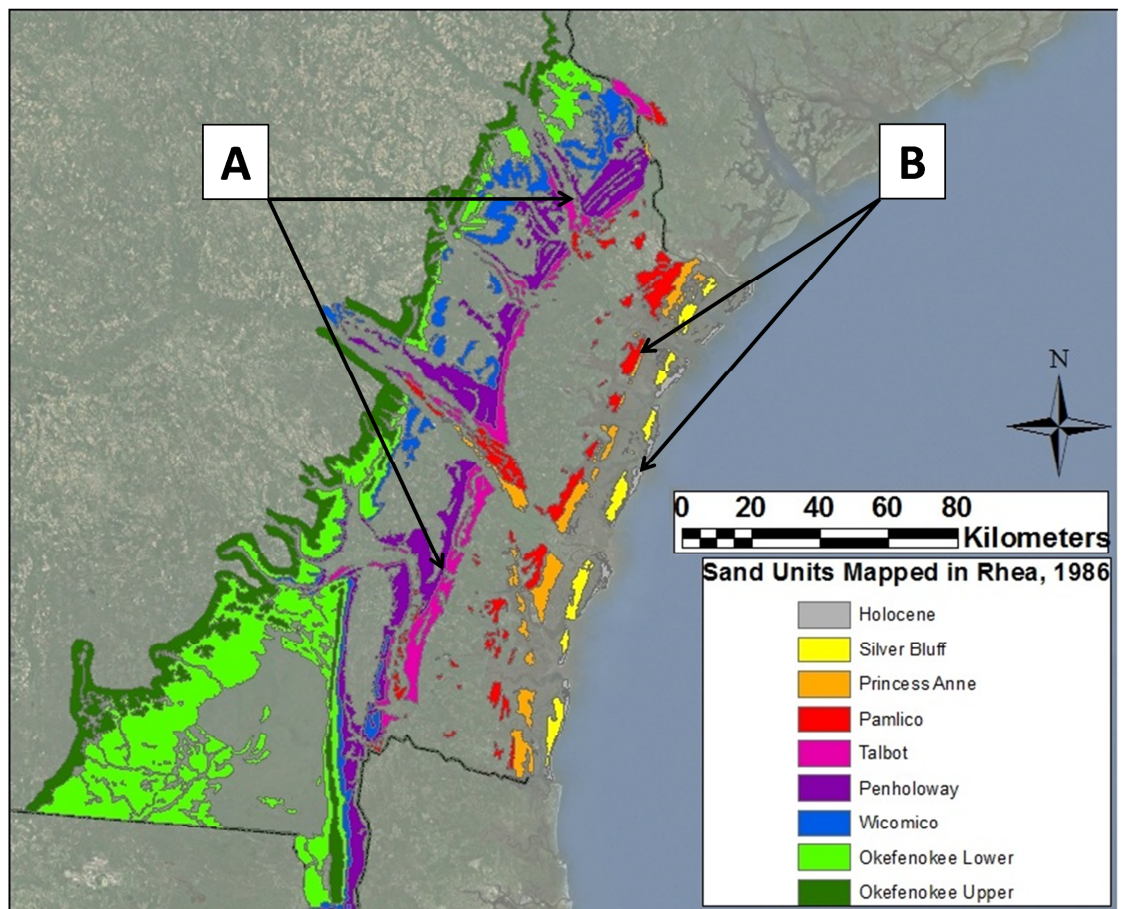 A
B
N
0 20 40 60 80
Kilometers
Sand Units Mapped in Rhea, 1986
Holocene
Silver Bluff
Princess Anne
Pamlico
Talbot
Penholoway
Wicomico
Okefenokee Lower
Okefenokee Upper